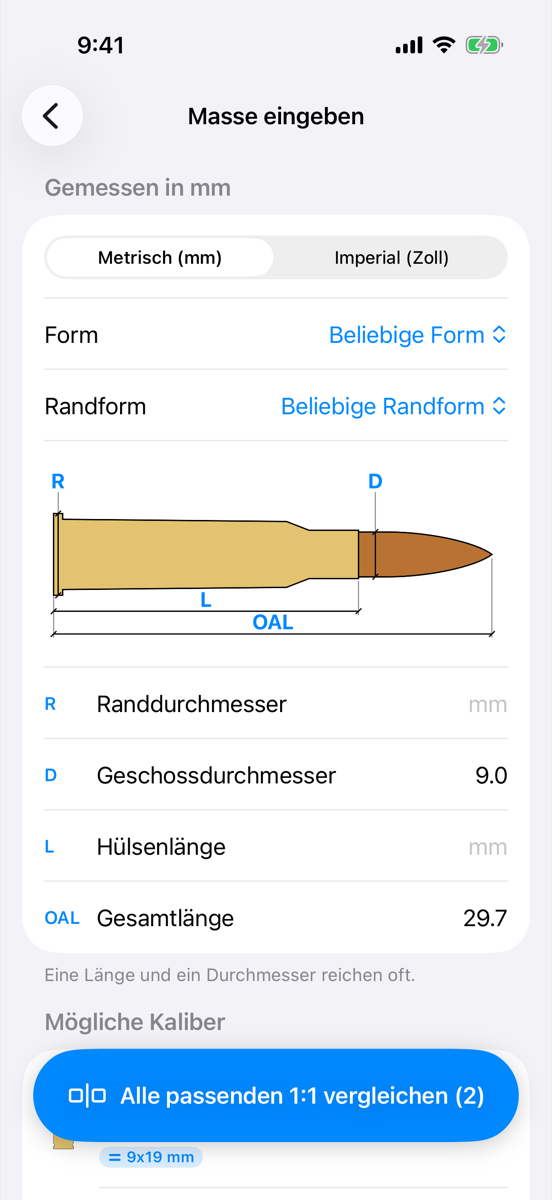 9:41
Masse eingeben
Gemessen in mm
Metrisch (mm) Imperial (Zoll)
Form Beliebige Form
Randform Beliebige Randform
R D
L
OAL
R Randdurchmesser mm
D Geschossdurchmesser 9.0
L Hülsenlänge mm
OAL Gesamtlänge 29.7
Eine Länge und ein Durchmesser reichen oft.
Mögliche Kaliber
Alle passenden 1:1 vergleichen (2)
= 9x19 mm